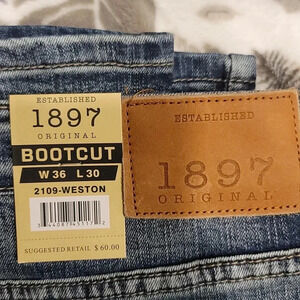 ESTABLISHED
1897
ORIGINAL
BOOTCUT
W 36 L 30
2109-WESTON
SUGGESTED RETAIL $ 60.00
ESTABLISHED
1897
ORIGINAL